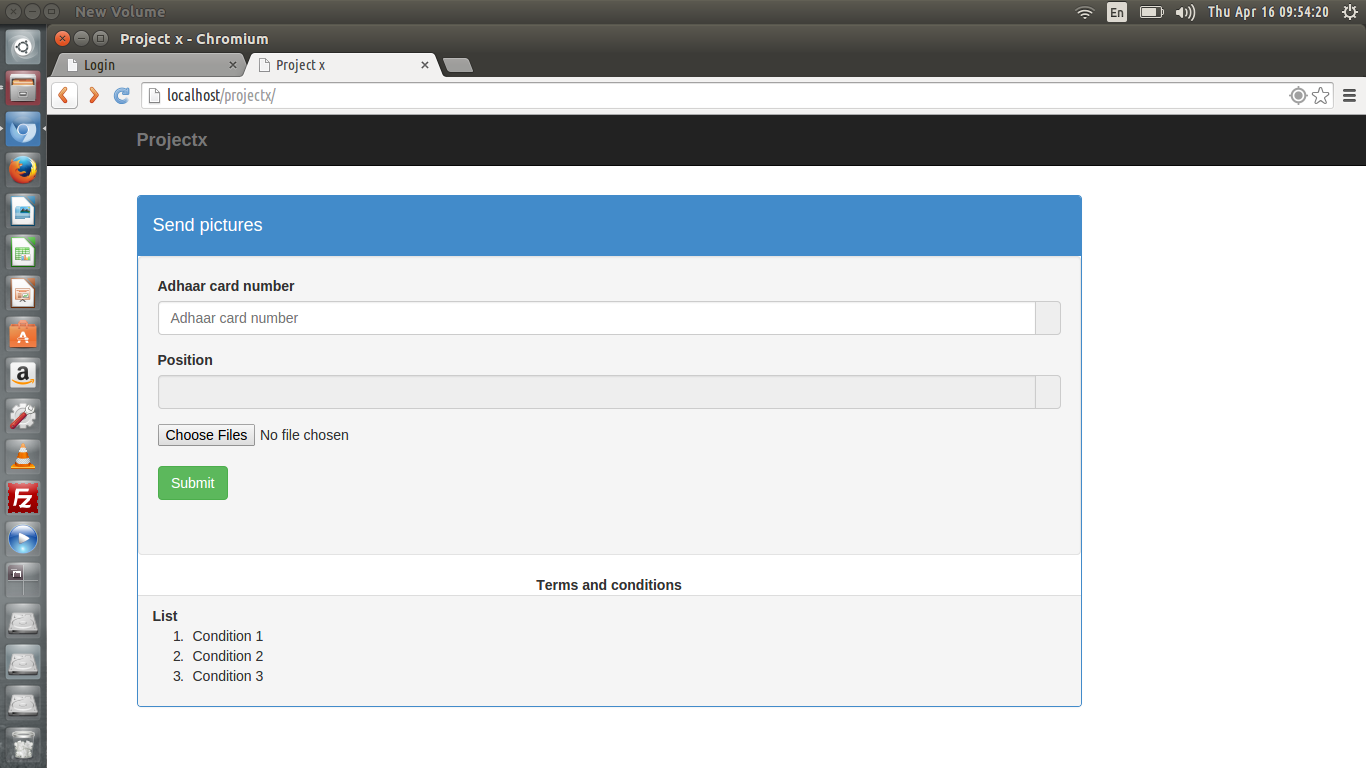 New Volume
En
Thu Apr 16 09:54:20
Project x - Chromium
Login
Project x
localhost/projectx/
Projectx
Send pictures
Adhaar card number
Adhaar card number
Position
Choose Files No file chosen
Submit
Terms and conditions
List
1. Condition 1
2. Condition 2
3. Condition 3
a
Fz